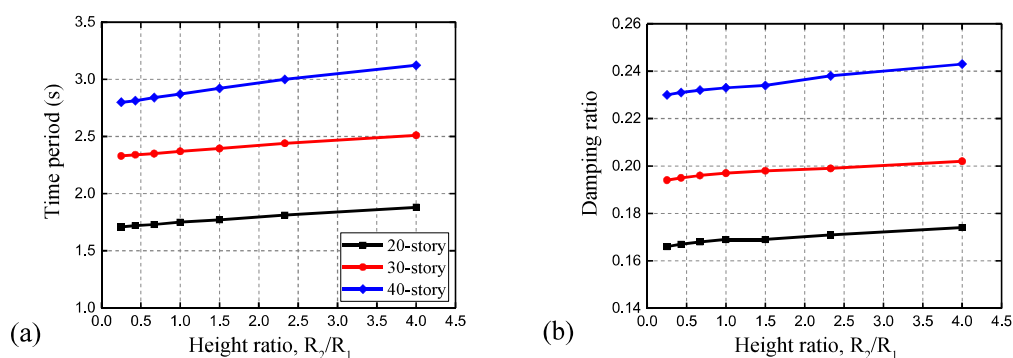 3.5
3.0
2.5
2.0
1.5
1.0
Time period (s)
0.0 0.5 1.0 1.5 2.0 2.5 3.0 3.5 4.0 4.5
Height ratio, R₂/R₁
20-story
30-story
40-story
(a)
0.26
0.24
0.22
0.20
0.18
0.16
0.14
Damping ratio
0.0 0.5 1.0 1.5 2.0 2.5 3.0 3.5 4.0 4.5
Height ratio, R₂/R₁
(b)